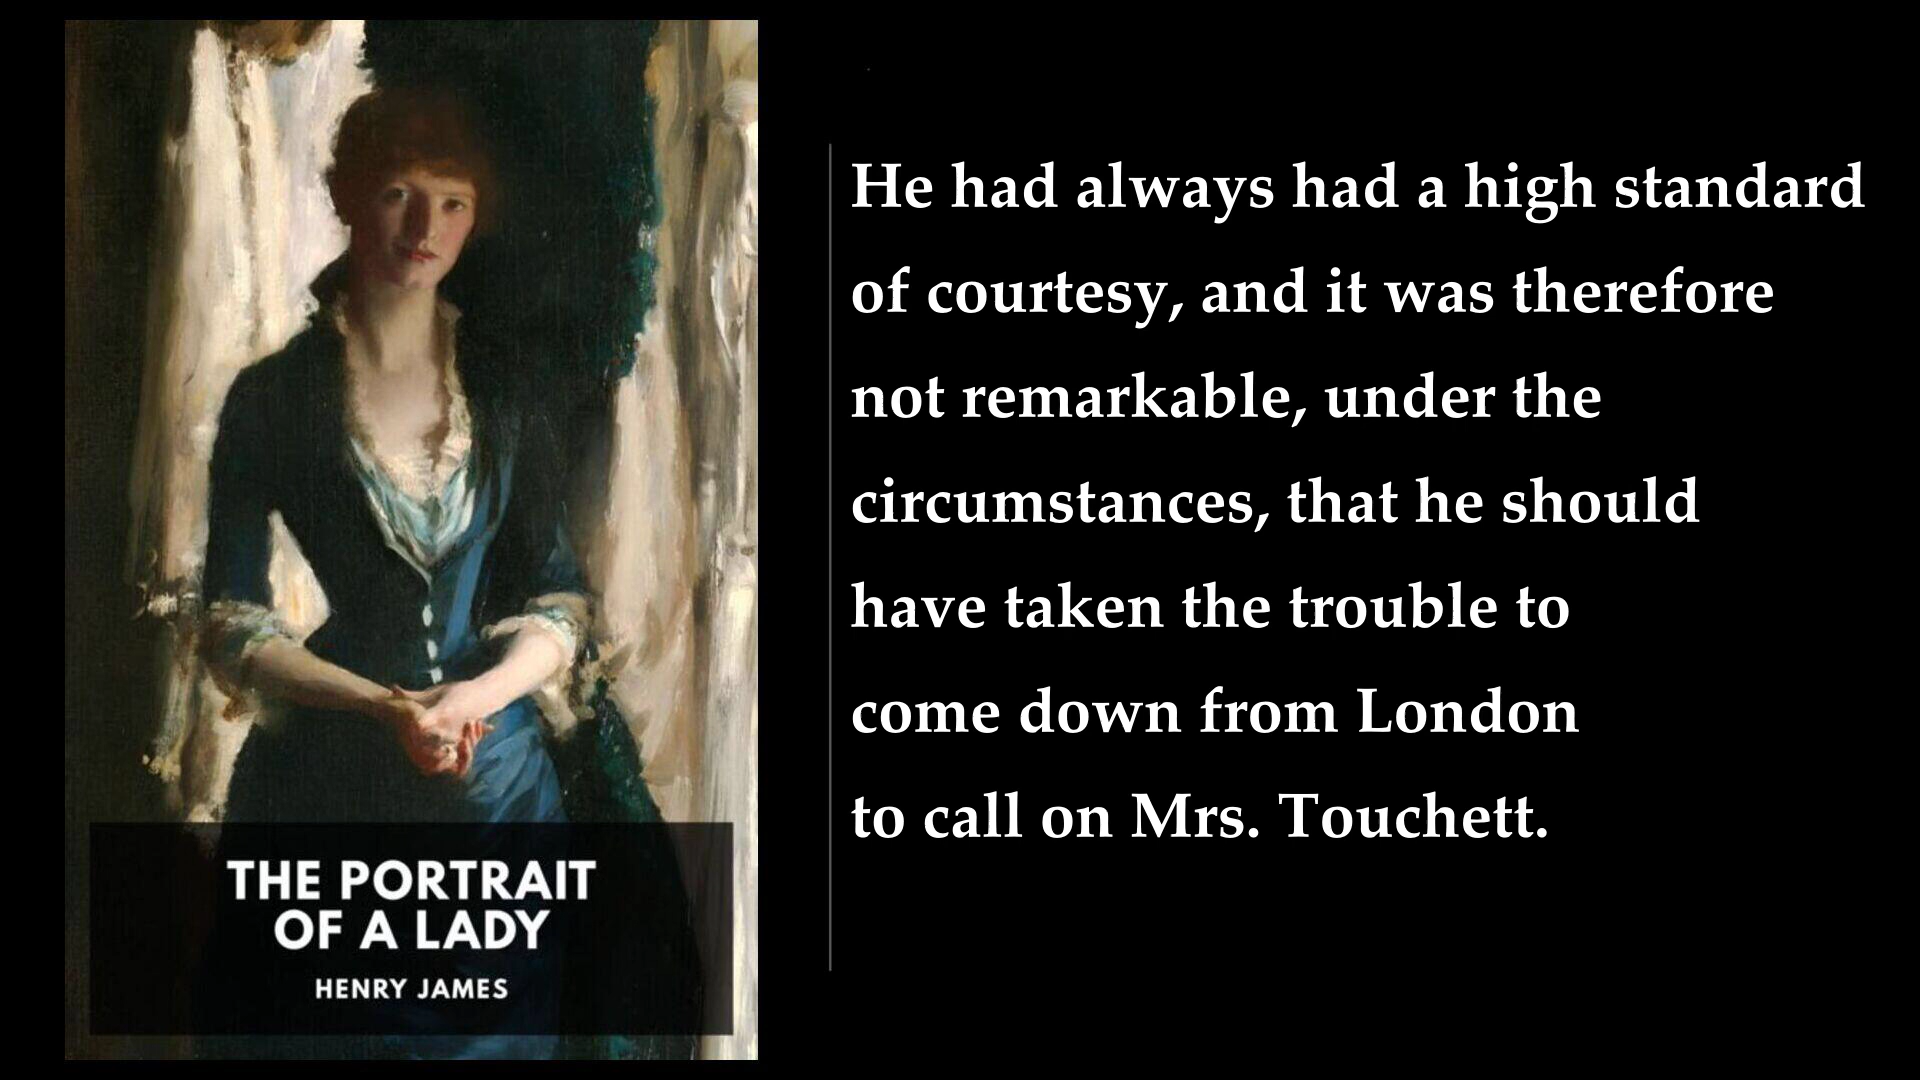 THE PORTRAIT
OF A LADY
HENRY JAMES
He had always had a high standard
of courtesy, and it was therefore
not remarkable, under the
circumstances, that he should
have taken the trouble to
come down from London
to call on Mrs. Touchett.